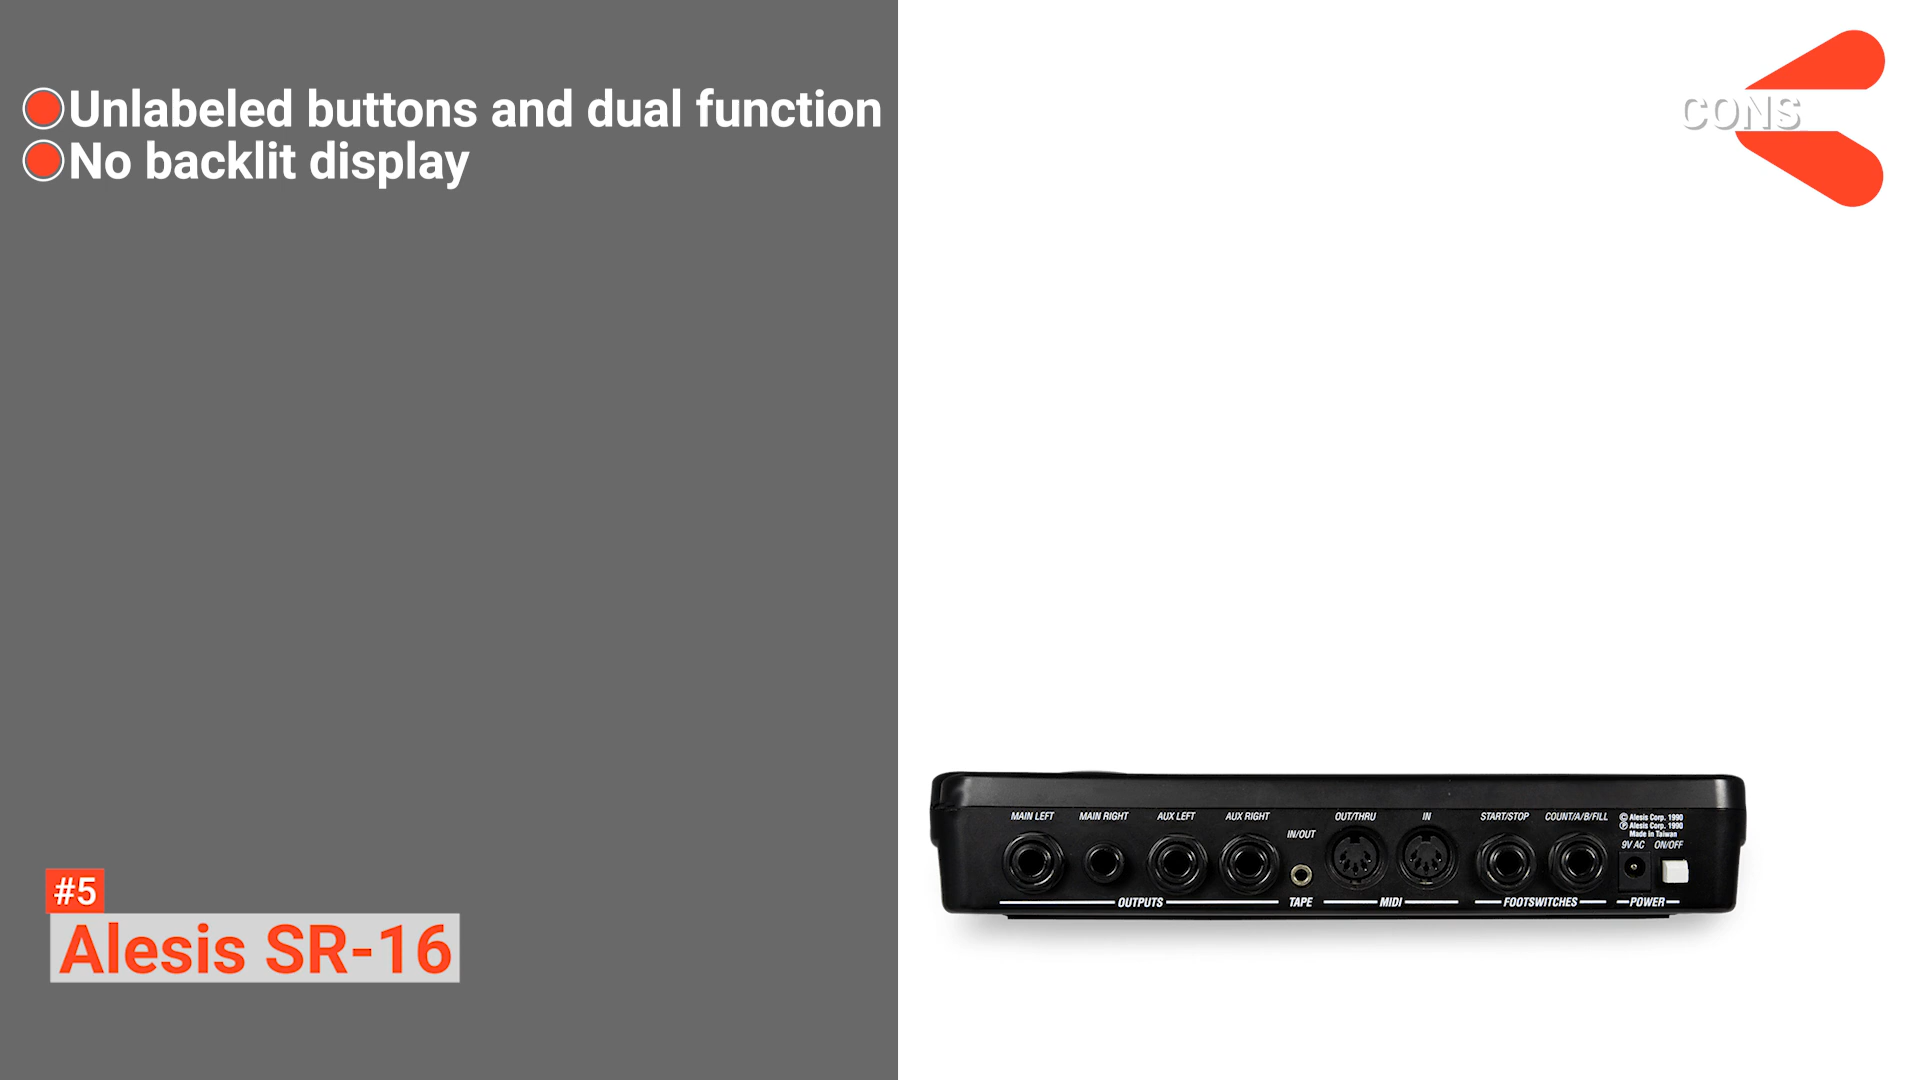 Unlabeled buttons and dual function
No backlit display
CONS
MAIN LEFT MAIN RIGHT AUX LEFT AUX RIGHT IN/OUT OUT/THRU IN START/STOP COUNT/A/B/FILL
© Alesis Corp. 1990
℗ Alesis Corp. 1990
Made in Taiwan
9V AC ON/OFF
OUTPUTS TAPE MIDI FOOTSWITCHES POWER
#5
Alesis SR-16